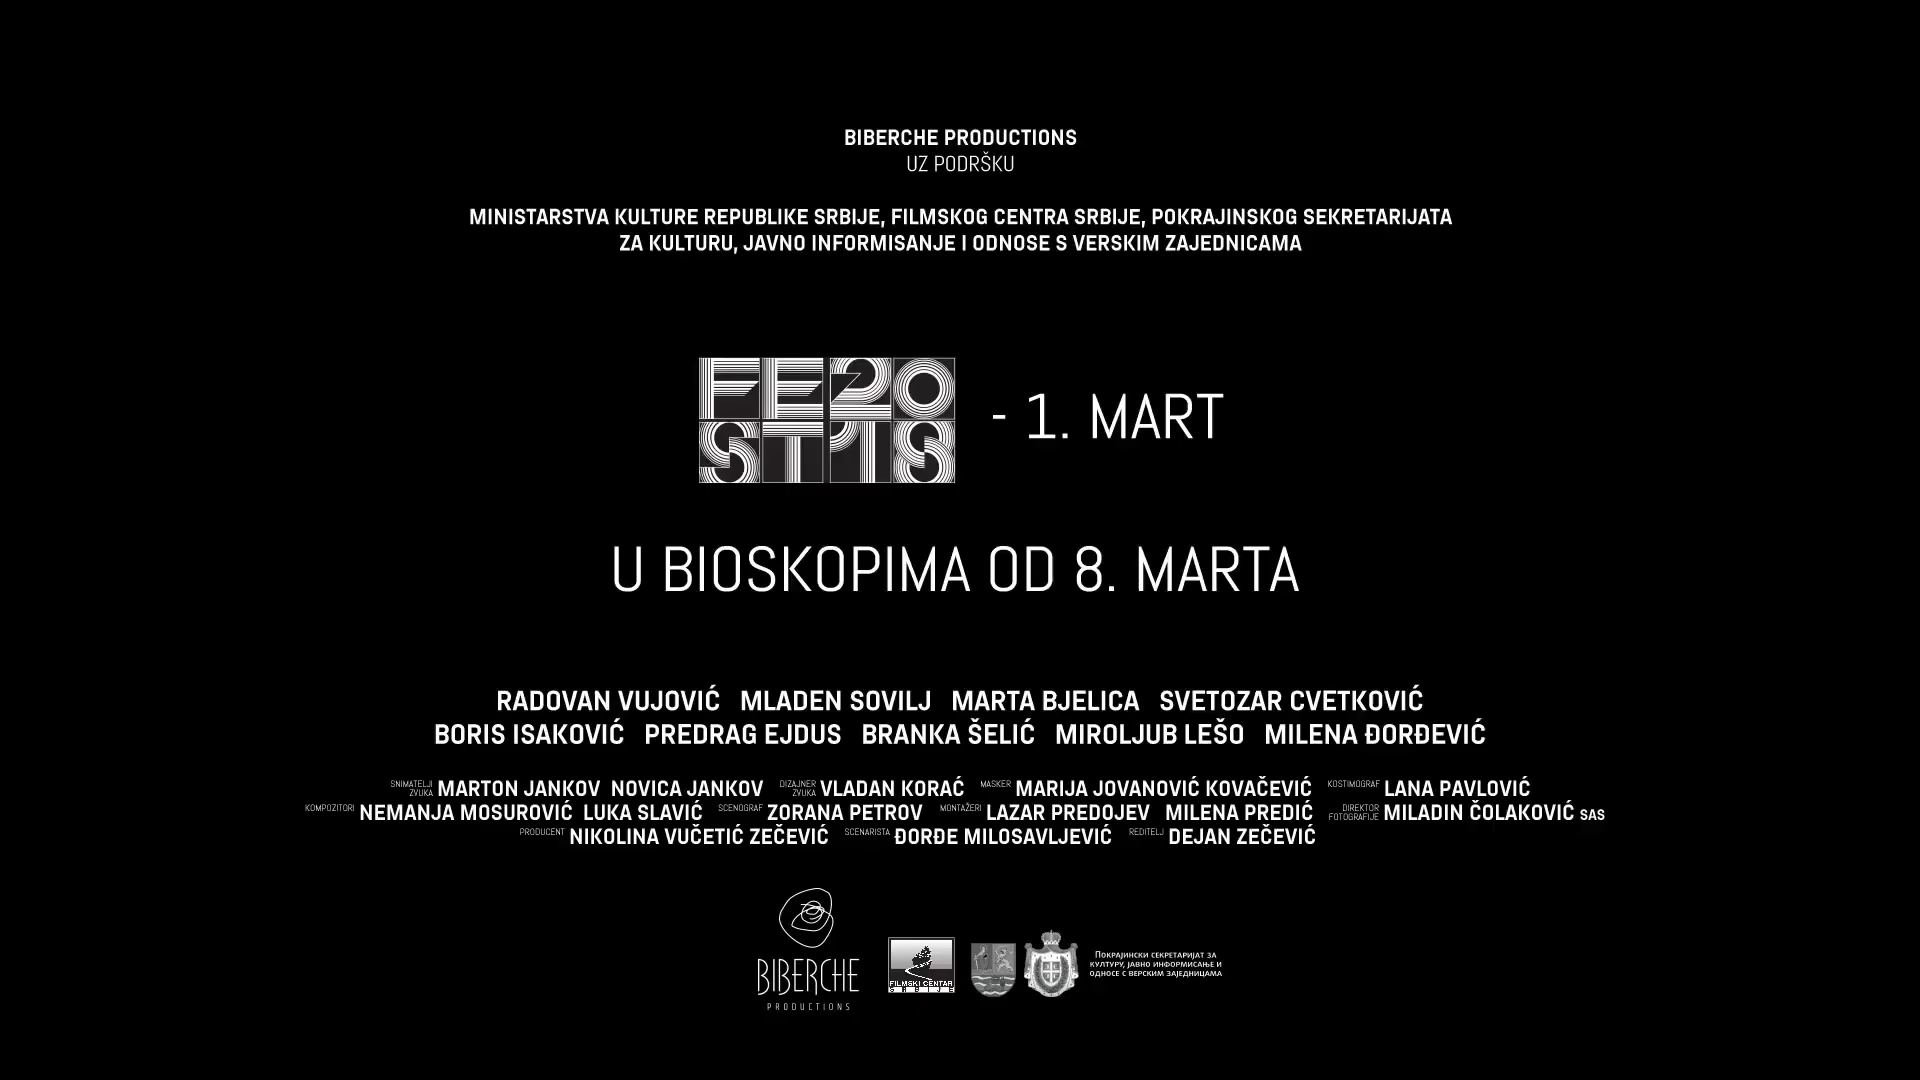 BIBERCHE PRODUCTIONS
UZ PODRŠKU
MINISTARSTVA KULTURE REPUBLIKE SRBIJE, FILMSKOG CENTRA SRBIJE, POKRAJINSKOG SEKRETARIJATA
ZA KULTURU, JAVNO INFORMISANJE I ODNOSE S VERSKIM ZAJEDNICAMA
FE20
ST18
- 1. MART
U BIOSKOPIMA OD 8. MARTA
RADOVAN VUJOVIĆ MLADEN SOVILJ MARTA BJELICA SVETOZAR CVETKOVIĆ
BORIS ISAKOVIĆ PREDRAG EJDUS BRANKA ŠELIĆ MIROLJUB LEŠO MILENA ĐORĐEVIĆ
SNIMATELJI ZVUKA MARTON JANKOV NOVICA JANKOV DIZAJNER ZVUKA VLADAN KORAĆ MASKER MARIJA JOVANOVIĆ KOVAČEVIĆ KOSTIMOGRAF LANA PAVLOVIĆ
KOMPOZITORI NEMANJA MOSUROVIĆ LUKA SLAVIĆ SCENOGRAF ZORANA PETROV MONTAŽERI LAZAR PREDOJEV MILENA PREDIĆ DIREKTOR FOTOGRAFIJE MILADIN ČOLAKOVIĆ SAS
PRODUCENT NIKOLINA VUČETIĆ ZEČEVIĆ SCENARISTA ĐORĐE MILOSAVLJEVIĆ REDITELJ DEJAN ZEČEVIĆ
BIBERCHE
PRODUCTIONS
FILMSKI CENTAR
SRBIJE
Покрајински секретаријат за
културу, јавно информисање и
односе с верским заједницама